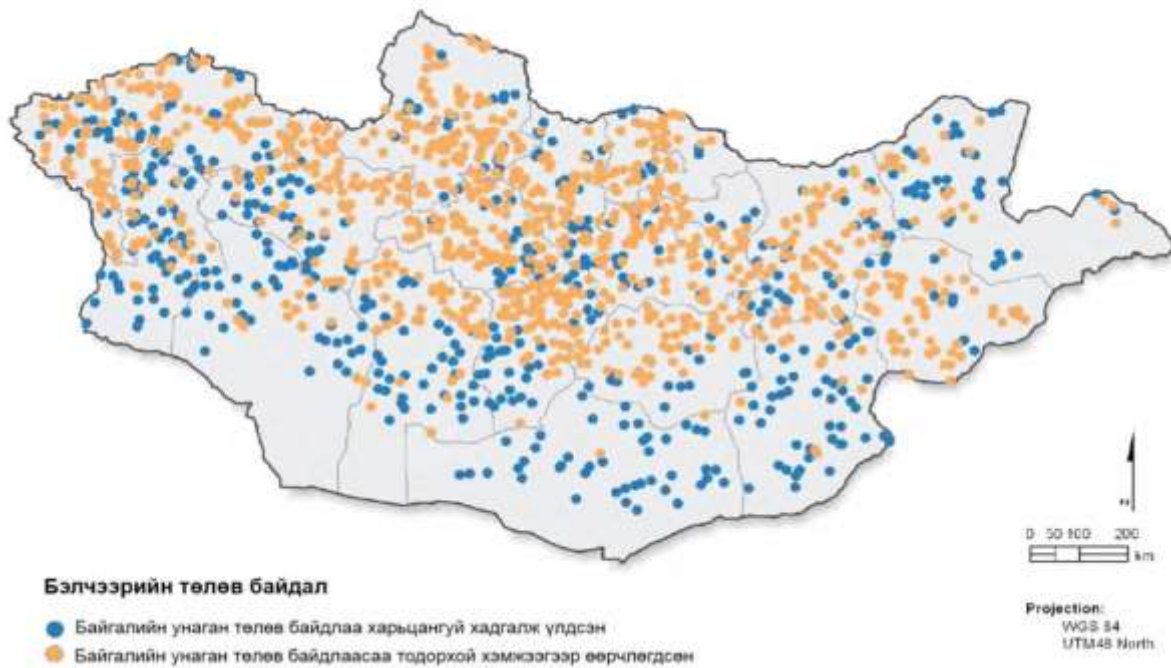 0 50 100 200
km
Бэлчээрийн төлөв байдал
Байгалийн унаган төлөв байдлаа харьцангуй хадгалж үлдсэн
Байгалийн унаган төлөв байдлаасаа тодорхой хэмжээгээр өөрчлөгдсөн
Projection:
WGS 84
UTM48 North